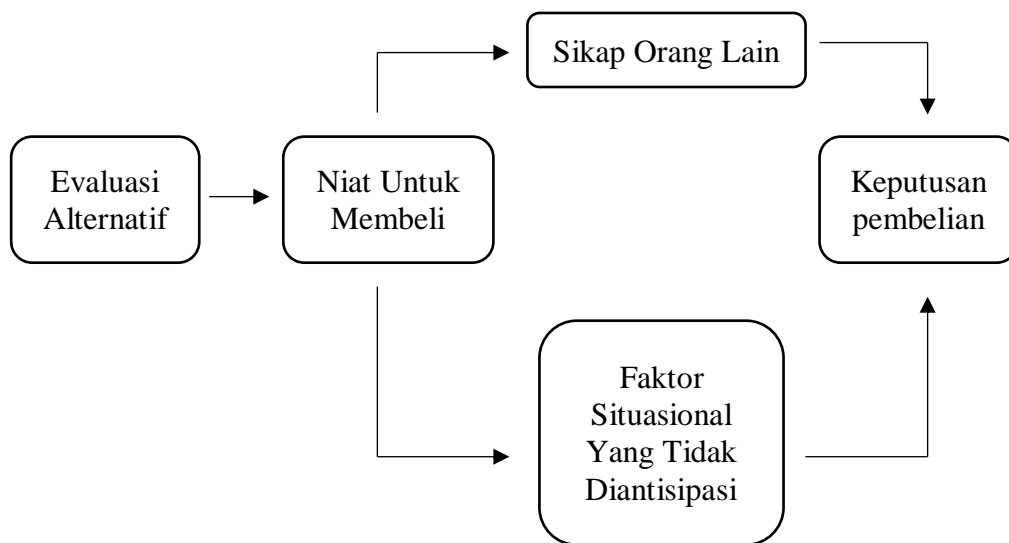 Sikap Orang Lain
Evaluasi
Alternatif
Niat Untuk
Membeli
Keputusan
pembelian
Faktor
Situasional
Yang Tidak
Diantisipasi